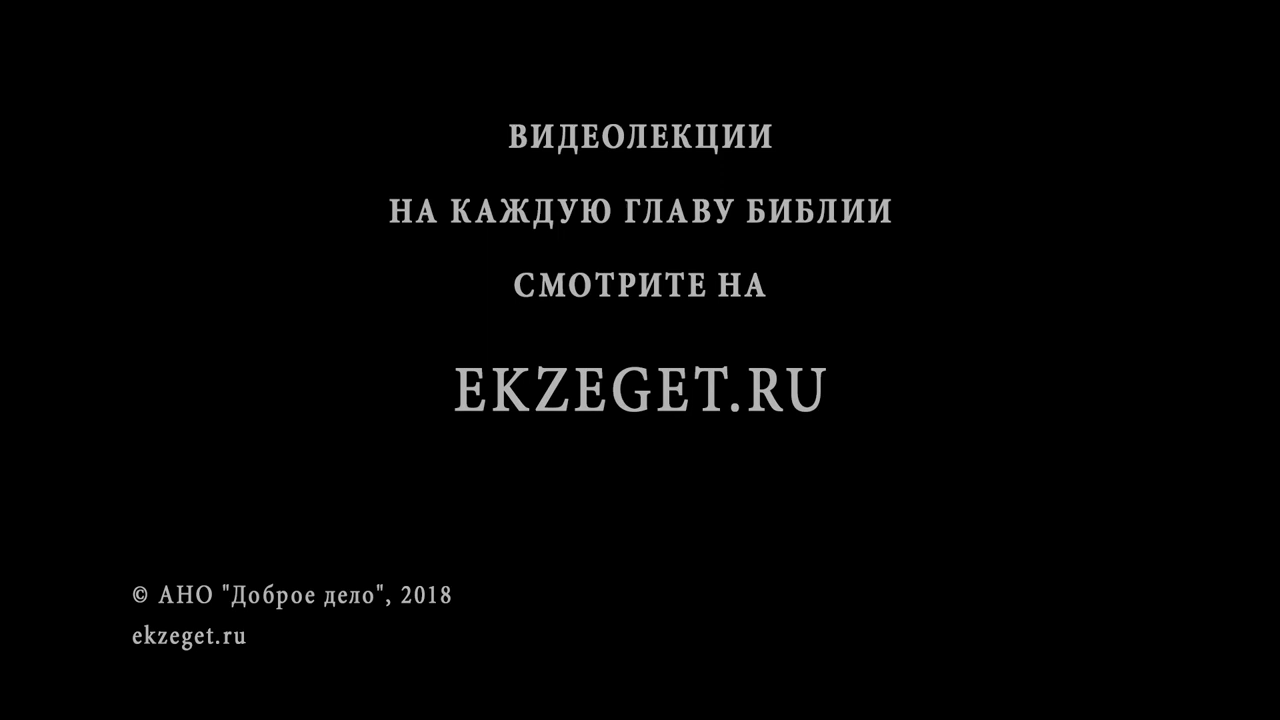 ВИДЕОЛЕКЦИИ
НА КАЖДУЮ ГЛАВУ БИБЛИИ
СМОТРИТЕ НА
EKZEGET.RU
© АНО "Доброе дело", 2018
ekzeget.ru